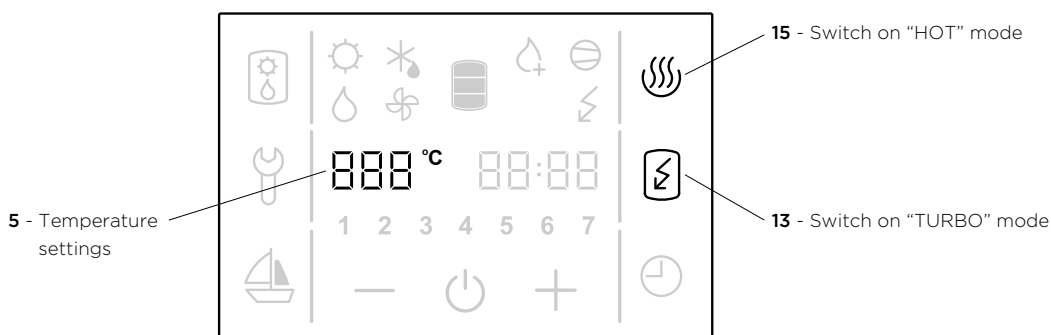 15 - Switch on “HOT” mode
888 °C 88:88
5 - Temperature
settings
1 2 3 4 5 6 7
13 - Switch on “TURBO” mode